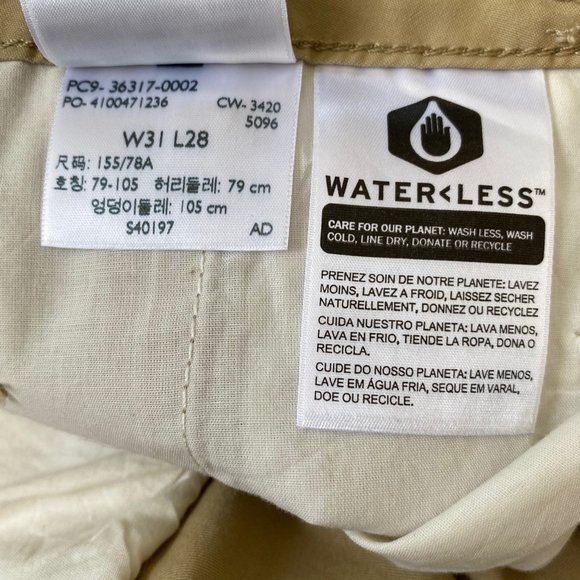 PC9- 36317-0002
PO- 4100471236 CW- 3420
5096
W31 L28
尺码: 155/78A
호칭: 79-105 허리둘레: 79 cm
엉덩이둘레: 105 cm
S40197 AD
WATER<LESS™
CARE FOR OUR PLANET: WASH LESS, WASH
COLD, LINE DRY, DONATE OR RECYCLE
PRENEZ SOIN DE NOTRE PLANETE: LAVEZ
MOINS, LAVEZ A FROID, LAISSEZ SECHER
NATURELLEMENT, DONNEZ OU RECYCLEZ
CUIDA NUESTRO PLANETA: LAVA MENOS,
LAVA EN FRIO, TIENDE LA ROPA, DONA O
RECICLA.
CUIDE DO NOSSO PLANETA: LAVE MENOS,
LAVE EM ÁGUA FRIA, SEQUE EM VARAL,
DOE OU RECICLE.